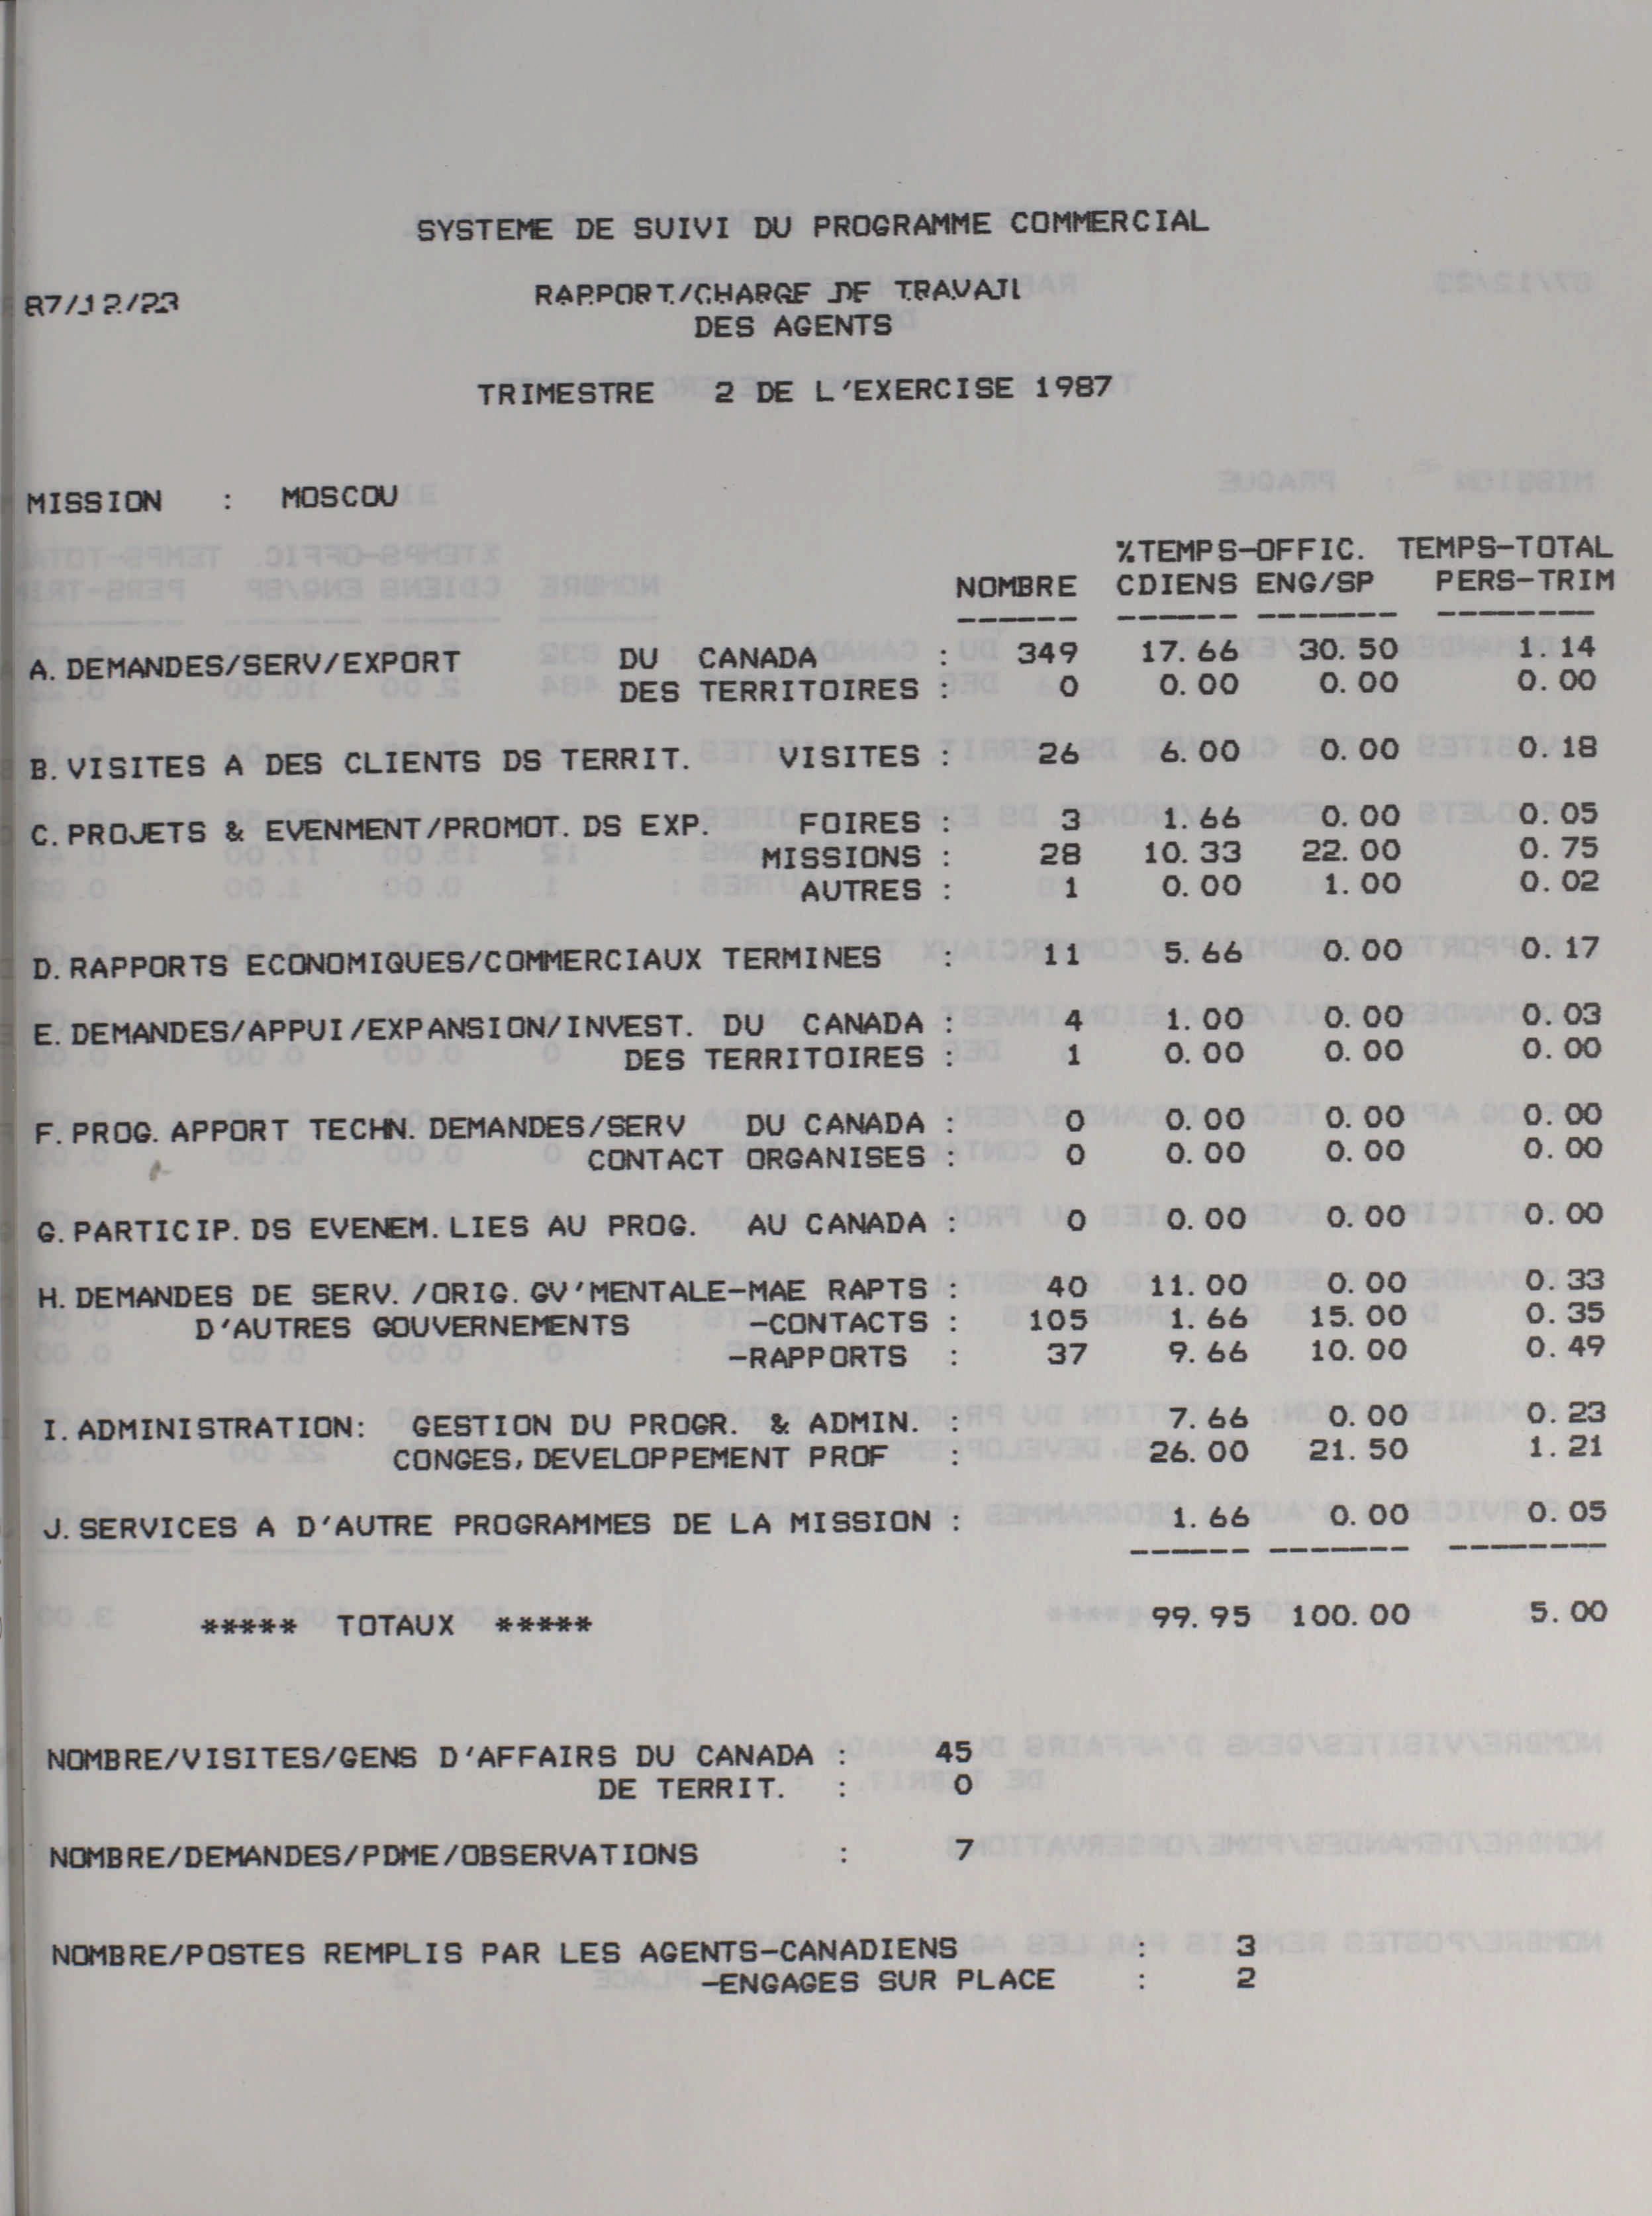 SYSTEME DE SUIVI DU PROGRAMME COMMERCIAL
87/12/23 RAPPORT/CHARGE DE TRAVAIL
DES AGENTS
TRIMESTRE 2 DE L'EXERCISE 1987
MISSION : MOSCOU
%TEMPS-OFFIC. TEMPS-TOTAL
NOMBRE CDIENS ENG/SP PERS-TRIM
------ ------ ------- --------
A. DEMANDES/SERV/EXPORT DU CANADA : 349 17.66 30.50 1.14
DES TERRITOIRES : 0 0.00 0.00 0.00
B. VISITES A DES CLIENTS DS TERRIT. VISITES : 26 6.00 0.00 0.18
C. PROJETS & EVENMENT/PROMOT. DS EXP. FOIRES : 3 1.66 0.00 0.05
MISSIONS : 28 10.33 22.00 0.75
AUTRES : 1 0.00 1.00 0.02
D. RAPPORTS ECONOMIQUES/COMMERCIAUX TERMINES : 11 5.66 0.00 0.17
E. DEMANDES/APPUI/EXPANSION/INVEST. DU CANADA : 4 1.00 0.00 0.03
DES TERRITOIRES : 1 0.00 0.00 0.00
F. PROG. APPORT TECHN. DEMANDES/SERV DU CANADA : 0 0.00 0.00 0.00
CONTACT ORGANISES : 0 0.00 0.00 0.00
G. PARTICIP. DS EVENEM. LIES AU PROG. AU CANADA : 0 0.00 0.00 0.00
H. DEMANDES DE SERV. /ORIG. GV'MENTALE-MAE RAPTS : 40 11.00 0.00 0.33
D'AUTRES GOUVERNEMENTS -CONTACTS : 105 1.66 15.00 0.35
-RAPPORTS : 37 9.66 10.00 0.49
I. ADMINISTRATION: GESTION DU PROGR. & ADMIN. : 7.66 0.00 0.23
CONGES, DEVELOPPEMENT PROF : 26.00 21.50 1.21
J. SERVICES A D'AUTRE PROGRAMMES DE LA MISSION : 1.66 0.00 0.05
------ ------- --------
***** TOTAUX ***** 99.95 100.00 5.00
NOMBRE/VISITES/GENS D'AFFAIRS DU CANADA : 45
DE TERRIT. : 0
NOMBRE/DEMANDES/PDME/OBSERVATIONS : 7
NOMBRE/POSTES REMPLIS PAR LES AGENTS-CANADIENS : 3
-ENGAGES SUR PLACE : 2